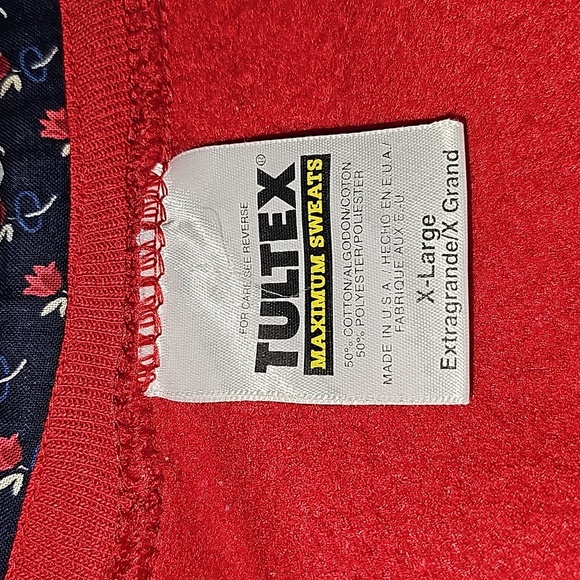 FOR CARE/SEE REVERSE
TULTEX®
MAXIMUM SWEATS
50% COTTON/ALGODON/COTON
50% POLYESTER/POLIESTER
MADE IN U.S.A./HECHO EN E.U.A./
FABRIQUE AUX E.U.
X-Large
Extragrande/X Grand